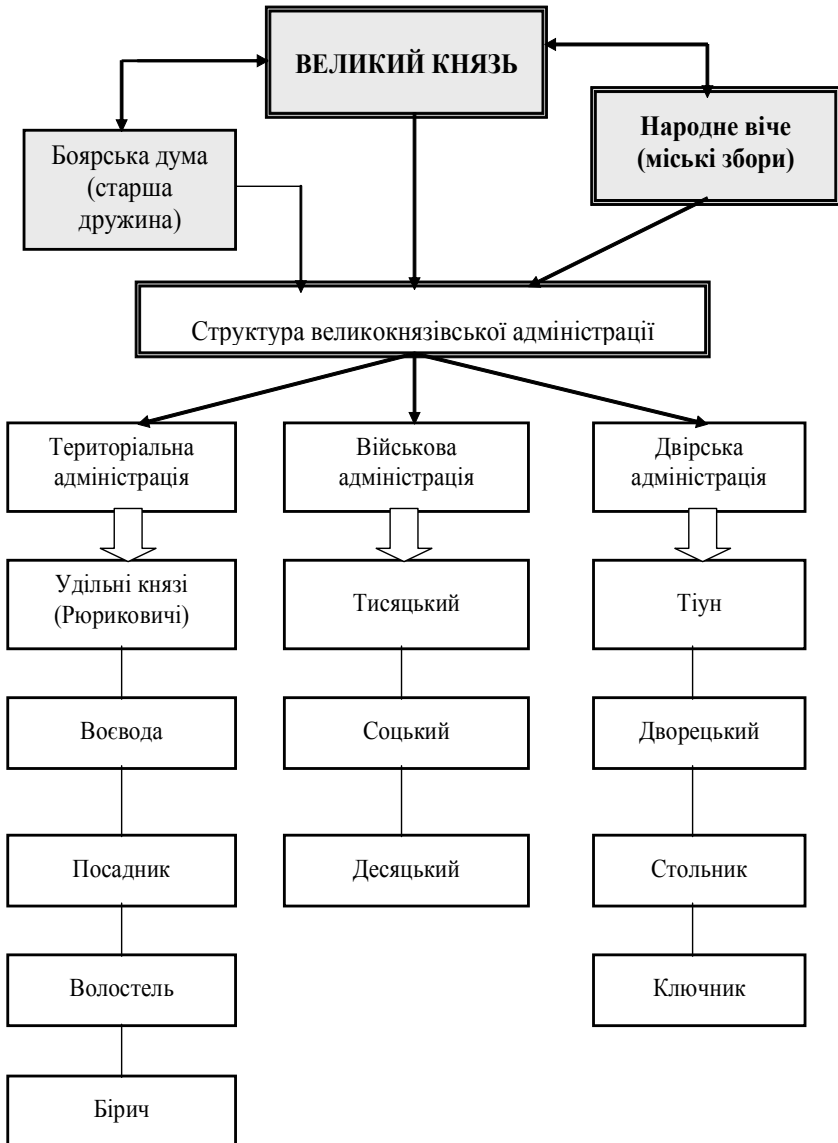 ВЕЛИКИЙ КНЯЗЬ
Боярська дума
(старша
дружина)
Народне віче
(міські збори)
Структура великокнязівської адміністрації
Територіальна
адміністрація
Військова
адміністрація
Двірська
адміністрація
Удільні князі
(Рюриковичі)
Тисяцький
Тіун
Воєвода
Соцький
Дворецький
Посадник
Десяцький
Стольник
Волостель
Ключник
Бірич